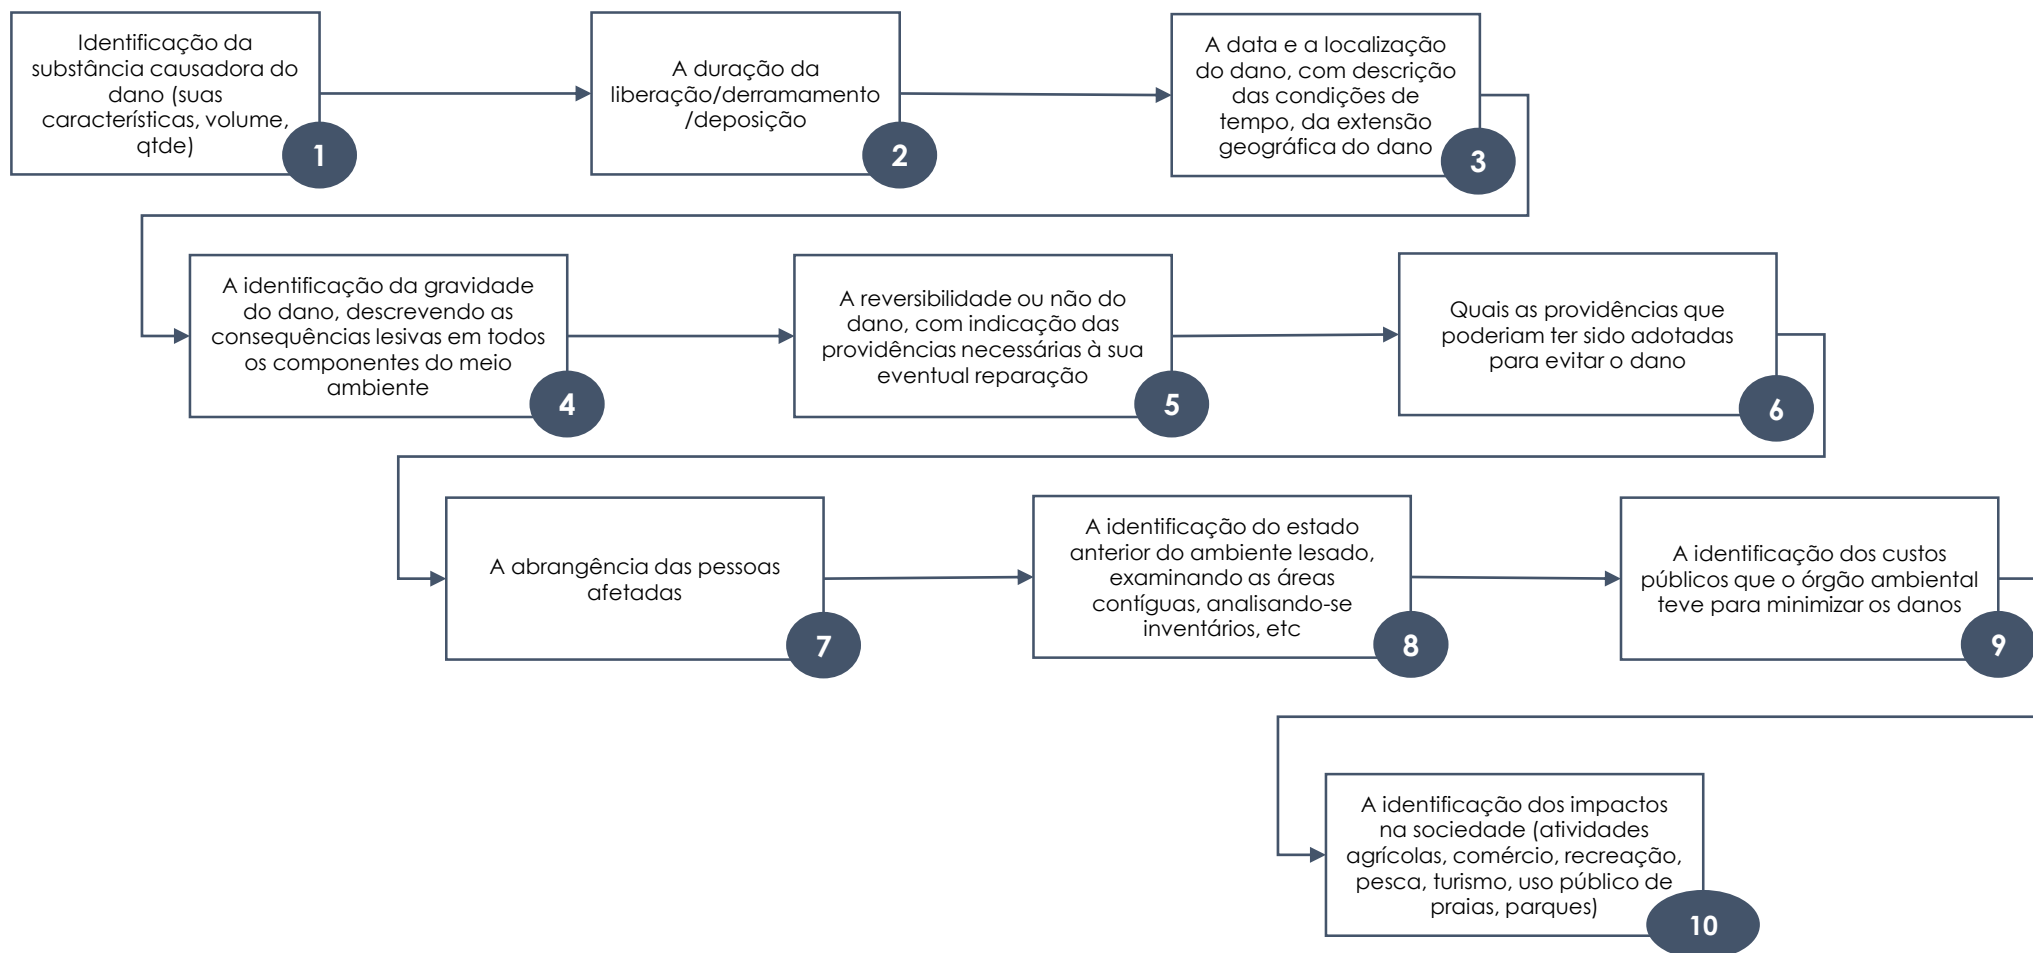 Identificação da
substância causadora do
dano (suas
características, volume,
qtde)
1
A duração da
liberação/derramamento
/deposição
2
A data e a localização
do dano, com descrição
das condições de
tempo, da extensão
geográfica do dano
3
A identificação da gravidade
do dano, descrevendo as
consequências lesivas em todos
os componentes do meio
ambiente
4
A reversibilidade ou não do
dano, com indicação das
providências necessárias à sua
eventual reparação
5
Quais as providências que
poderiam ter sido adotadas
para evitar o dano
6
A abrangência das pessoas
afetadas
7
A identificação do estado
anterior do ambiente lesado,
examinando as áreas
contíguas, analisando-se
inventários, etc
8
A identificação dos custos
públicos que o órgão ambiental
teve para minimizar os danos
9
A identificação dos impactos
na sociedade (atividades
agrícolas, comércio, recreação,
pesca, turismo, uso público de
praias, parques)
10